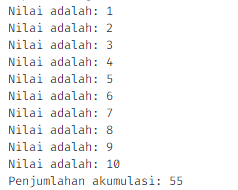 Nilai adalah: 1
Nilai adalah: 2
Nilai adalah: 3
Nilai adalah: 4
Nilai adalah: 5
Nilai adalah: 6
Nilai adalah: 7
Nilai adalah: 8
Nilai adalah: 9
Nilai adalah: 10
Penjumlahan akumulasi: 55